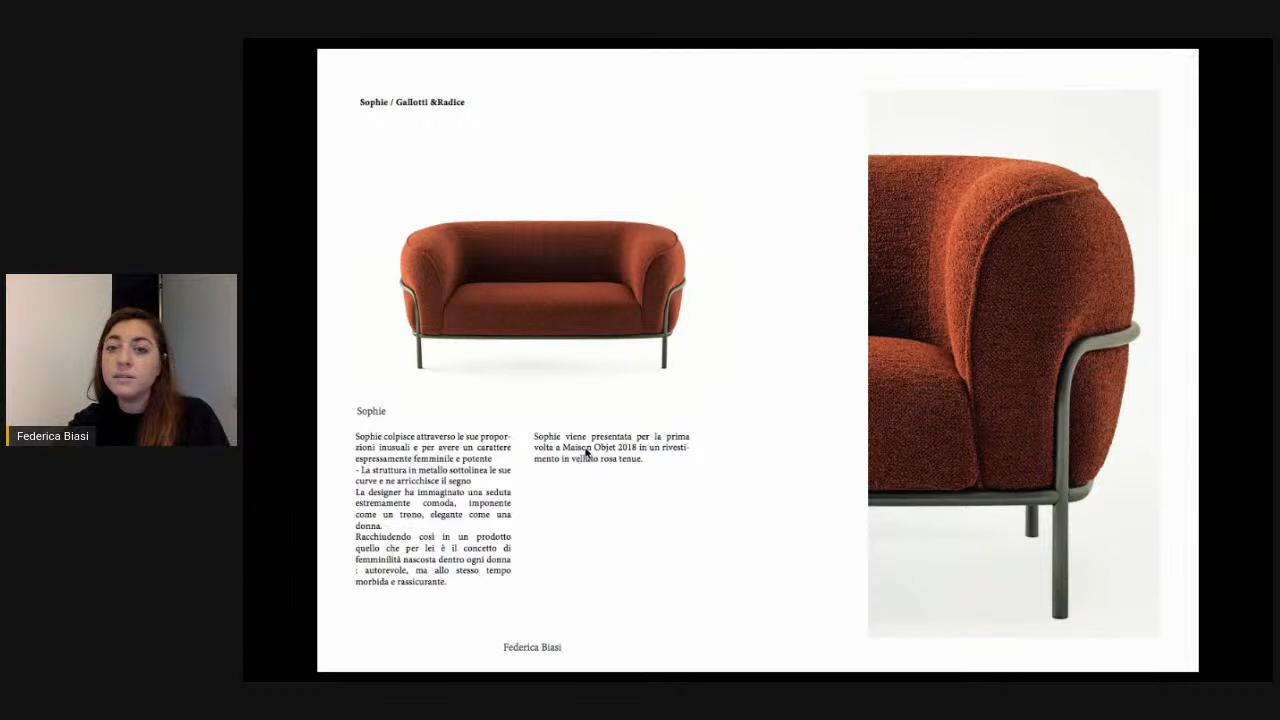 Sophie / Gallotti &Radice
Sophie
Sophie colpisce attraverso le sue propor-
zioni inusuali e per avere un carattere
espressamente femminile e potente
- La struttura in metallo sottolinea le sue
curve e ne arricchisce il segno
La designer ha immaginato una seduta
estremamente comoda, imponente
come un trono, elegante come una
donna.
Racchiudendo così in un prodotto
quello che per lei è il concetto di
femminilità nascosta dentro ogni donna
: autorevole, ma allo stesso tempo
morbida e rassicurante.
Sophie viene presentata per la prima
volta a Maison Objet 2018 in un rivesti-
mento in velluto rosa tenue.
Federica Biasi
Federica Biasi